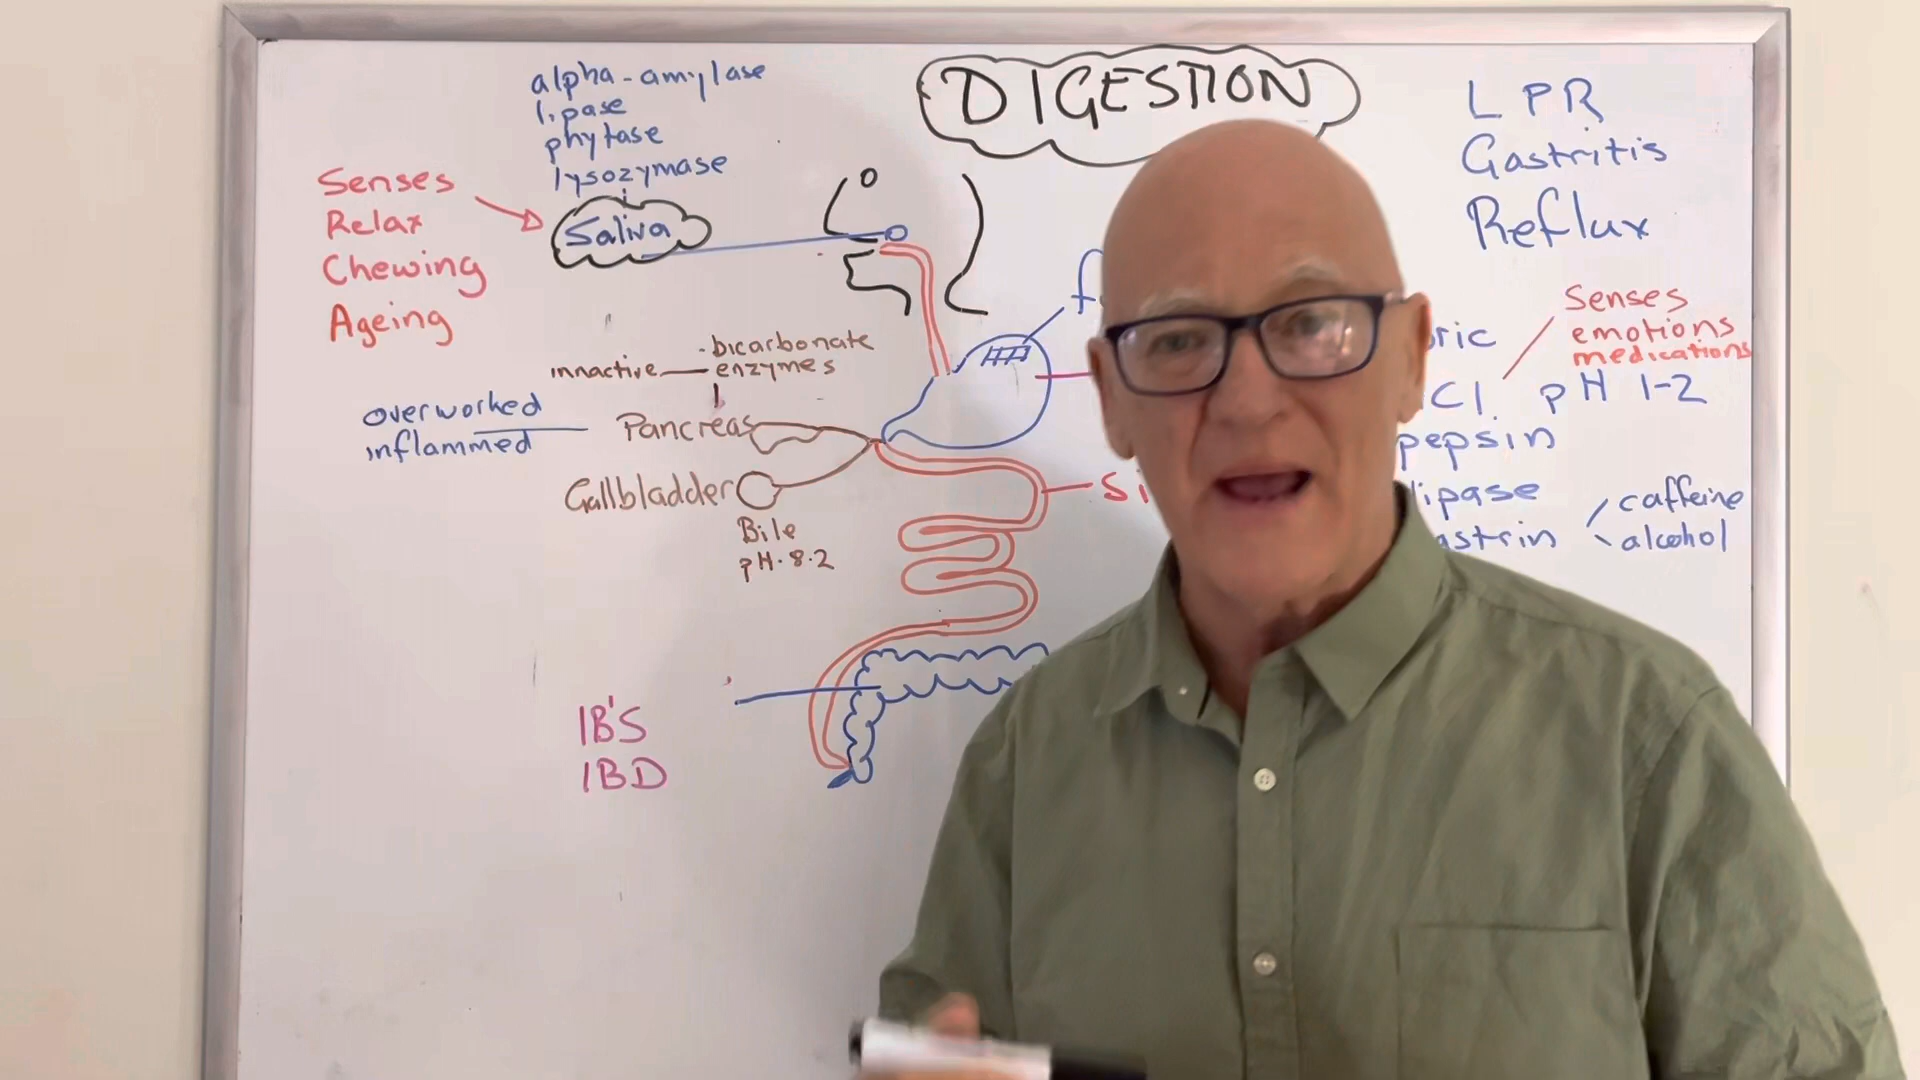 DIGESTION
alpha-amylase
lipase
phytase
lysozymase
Saliva
Senses
Relax
Chewing
Ageing
LPR
Gastritis
Reflux
Senses
emotions
medications
pH 1-2
pepsin
lipase
caffeine
alcohol
- bicarbonate
innactive — enzymes
overworked
inflammed
Pancreas
Gallbladder
Bile
pH.8.2
IB'S
IBD